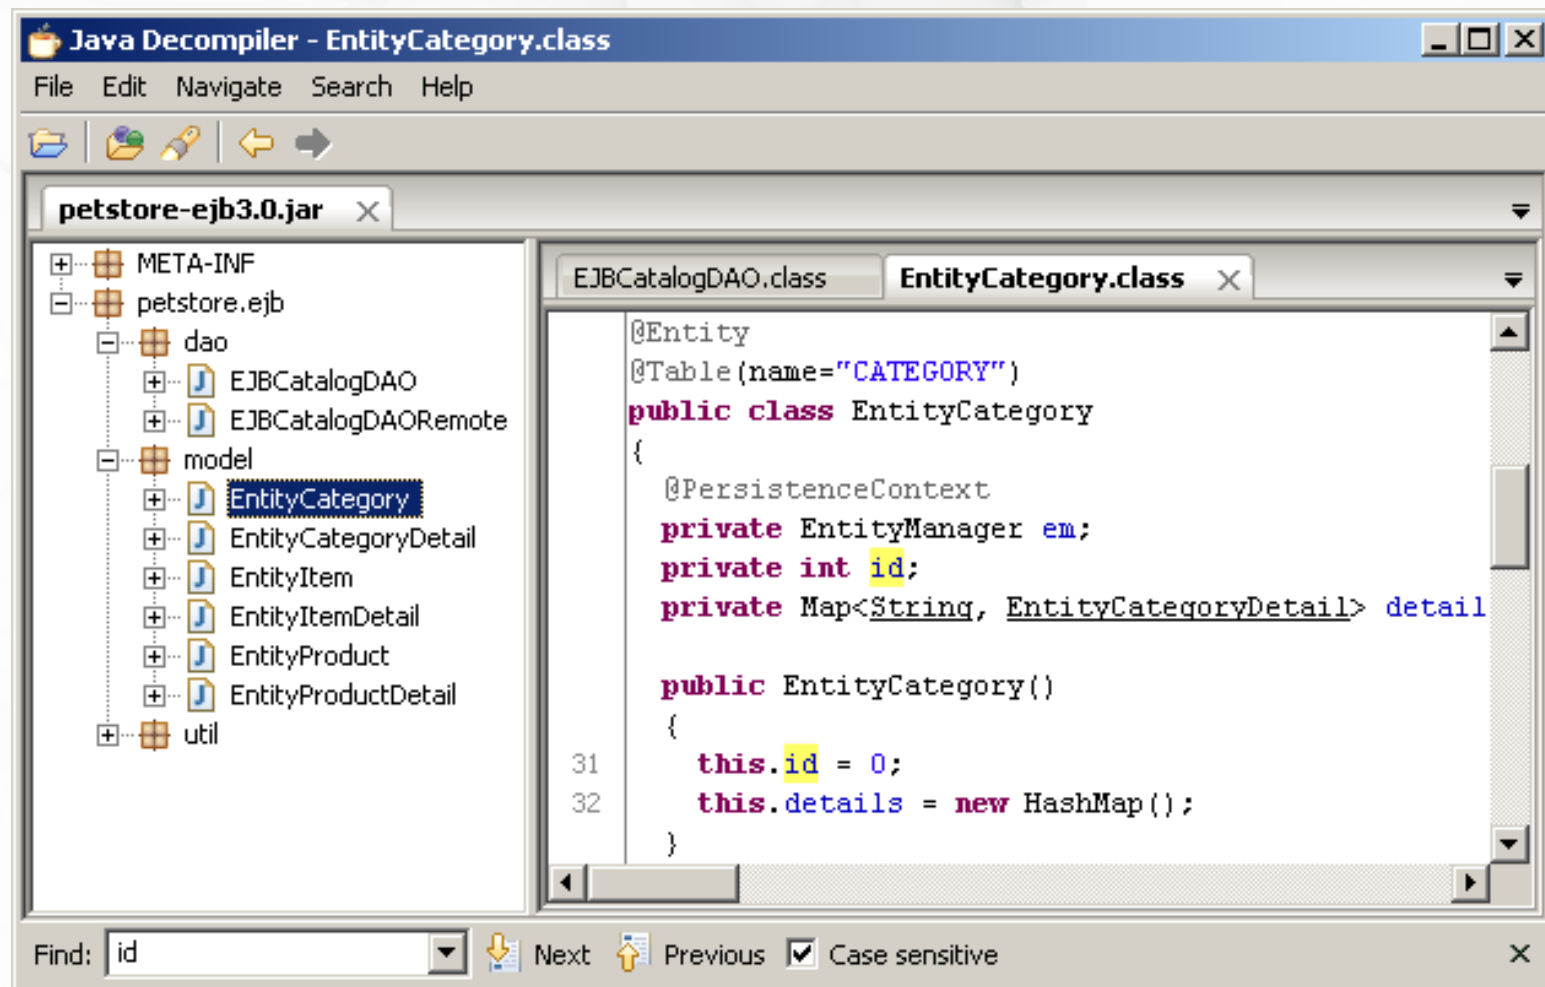 Java Decompiler - EntityCategory.class
File Edit Navigate Search Help
petstore-ejb3.0.jar
META-INF
petstore.ejb
dao
EJBCatalogDAO
EJBCatalogDAORemote
model
EntityCategory
EntityCategoryDetail
EntityItem
EntityItemDetail
EntityProduct
EntityProductDetail
util
EJBCatalogDAO.class EntityCategory.class
@Entity
@Table(name="CATEGORY")
public class EntityCategory
{
@PersistenceContext
private EntityManager em;
private int id;
private Map<String, EntityCategoryDetail> detail
public EntityCategory()
{
31 this.id = 0;
32 this.details = new HashMap();
}
Find: id Next Previous Case sensitive